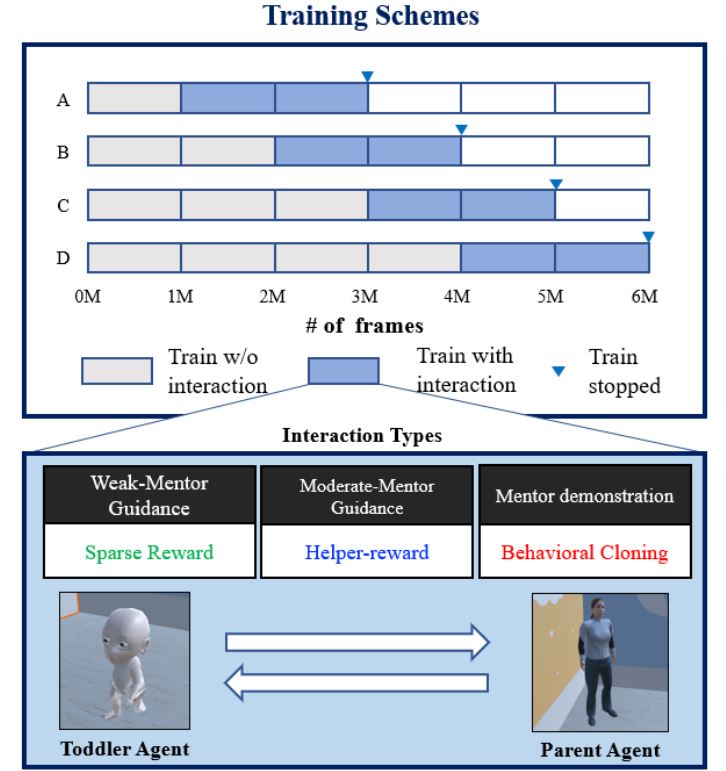 Training Schemes
A
B
C
D
0M 1M 2M 3M 4M 5M 6M
# of frames
Train w/o
interaction
Train with
interaction
Train
stopped
Interaction Types
Weak-Mentor
Guidance
Moderate-Mentor
Guidance
Mentor demonstration
Sparse Reward
Helper-reward
Behavioral Cloning
Toddler Agent
Parent Agent